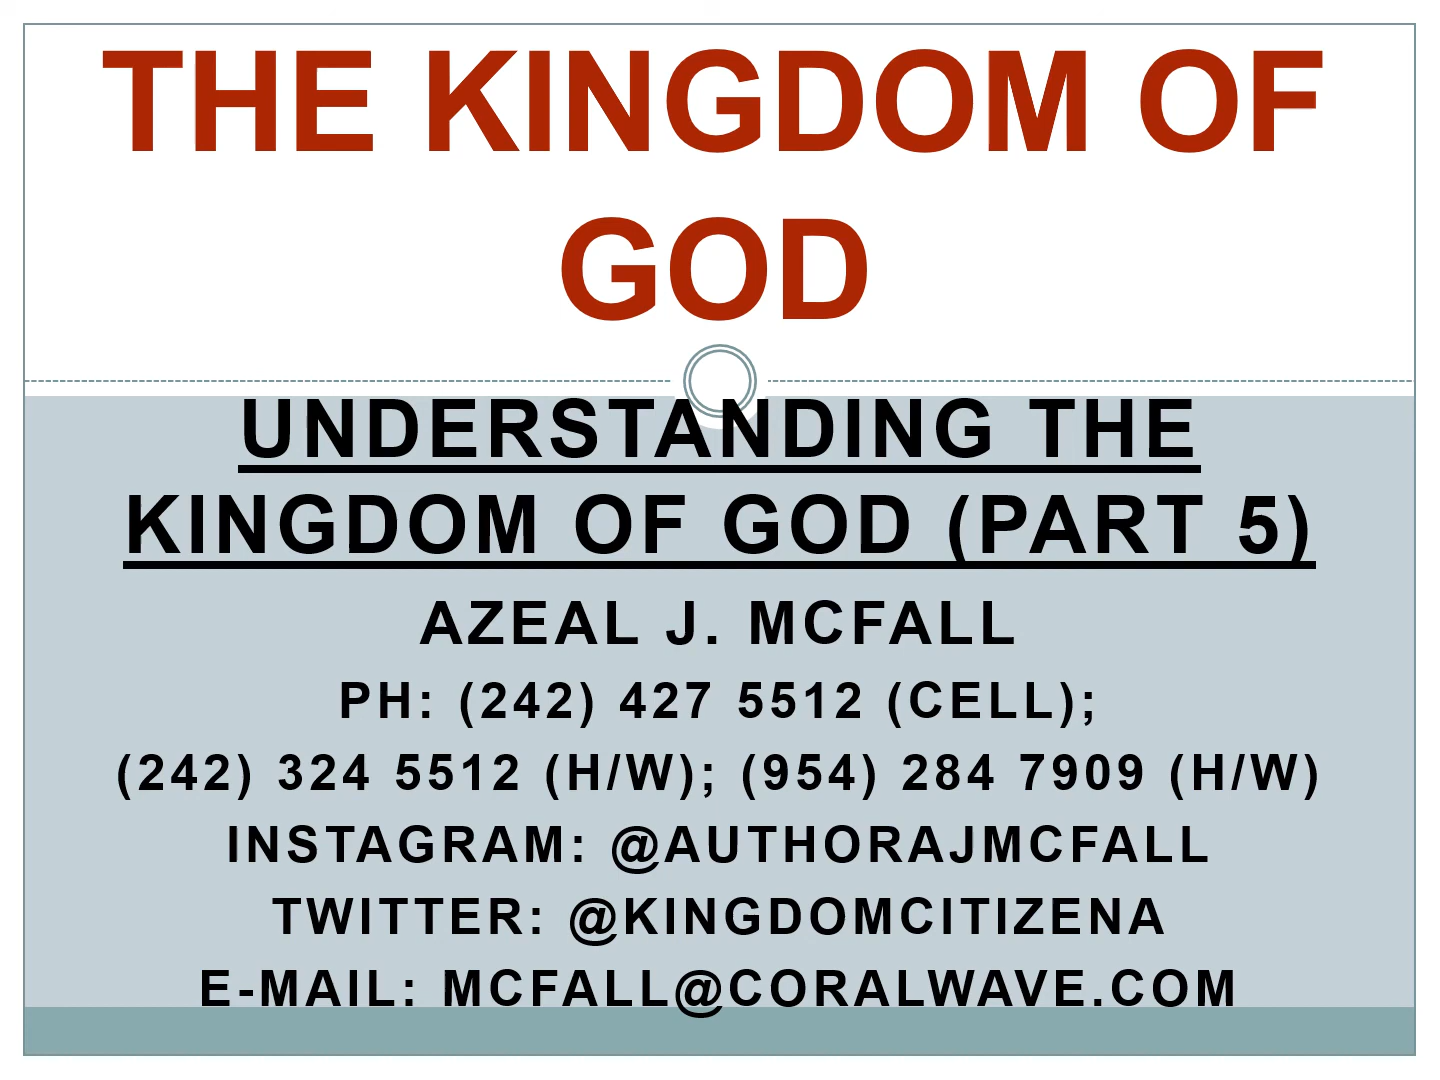 THE KINGDOM OF
GOD
UNDERSTANDING THE
KINGDOM OF GOD (PART 5)
AZEAL J. MCFALL
PH: (242) 427 5512 (CELL);
(242) 324 5512 (H/W); (954) 284 7909 (H/W)
INSTAGRAM: @AUTHORAJMCFALL
TWITTER: @KINGDOMCITIZENA
E-MAIL: MCFALL@CORALWAVE.COM